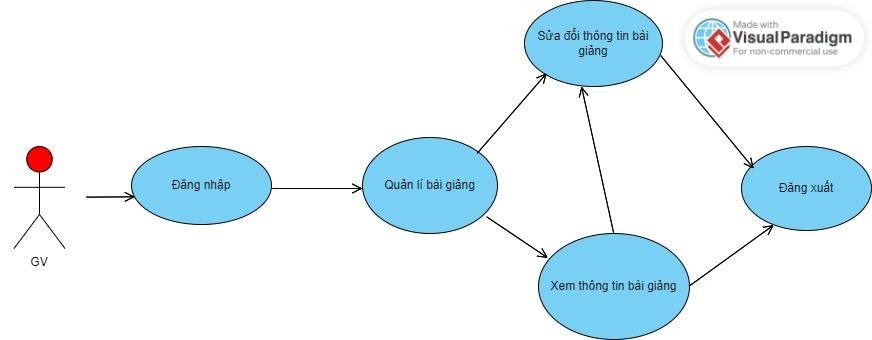 Sửa đổi thông tin bài
giảng
Made with
Visual Paradigm
For non-commercial use
Đăng nhập
Quản lí bài giảng
Đăng xuất
GV
Xem thông tin bài giảng